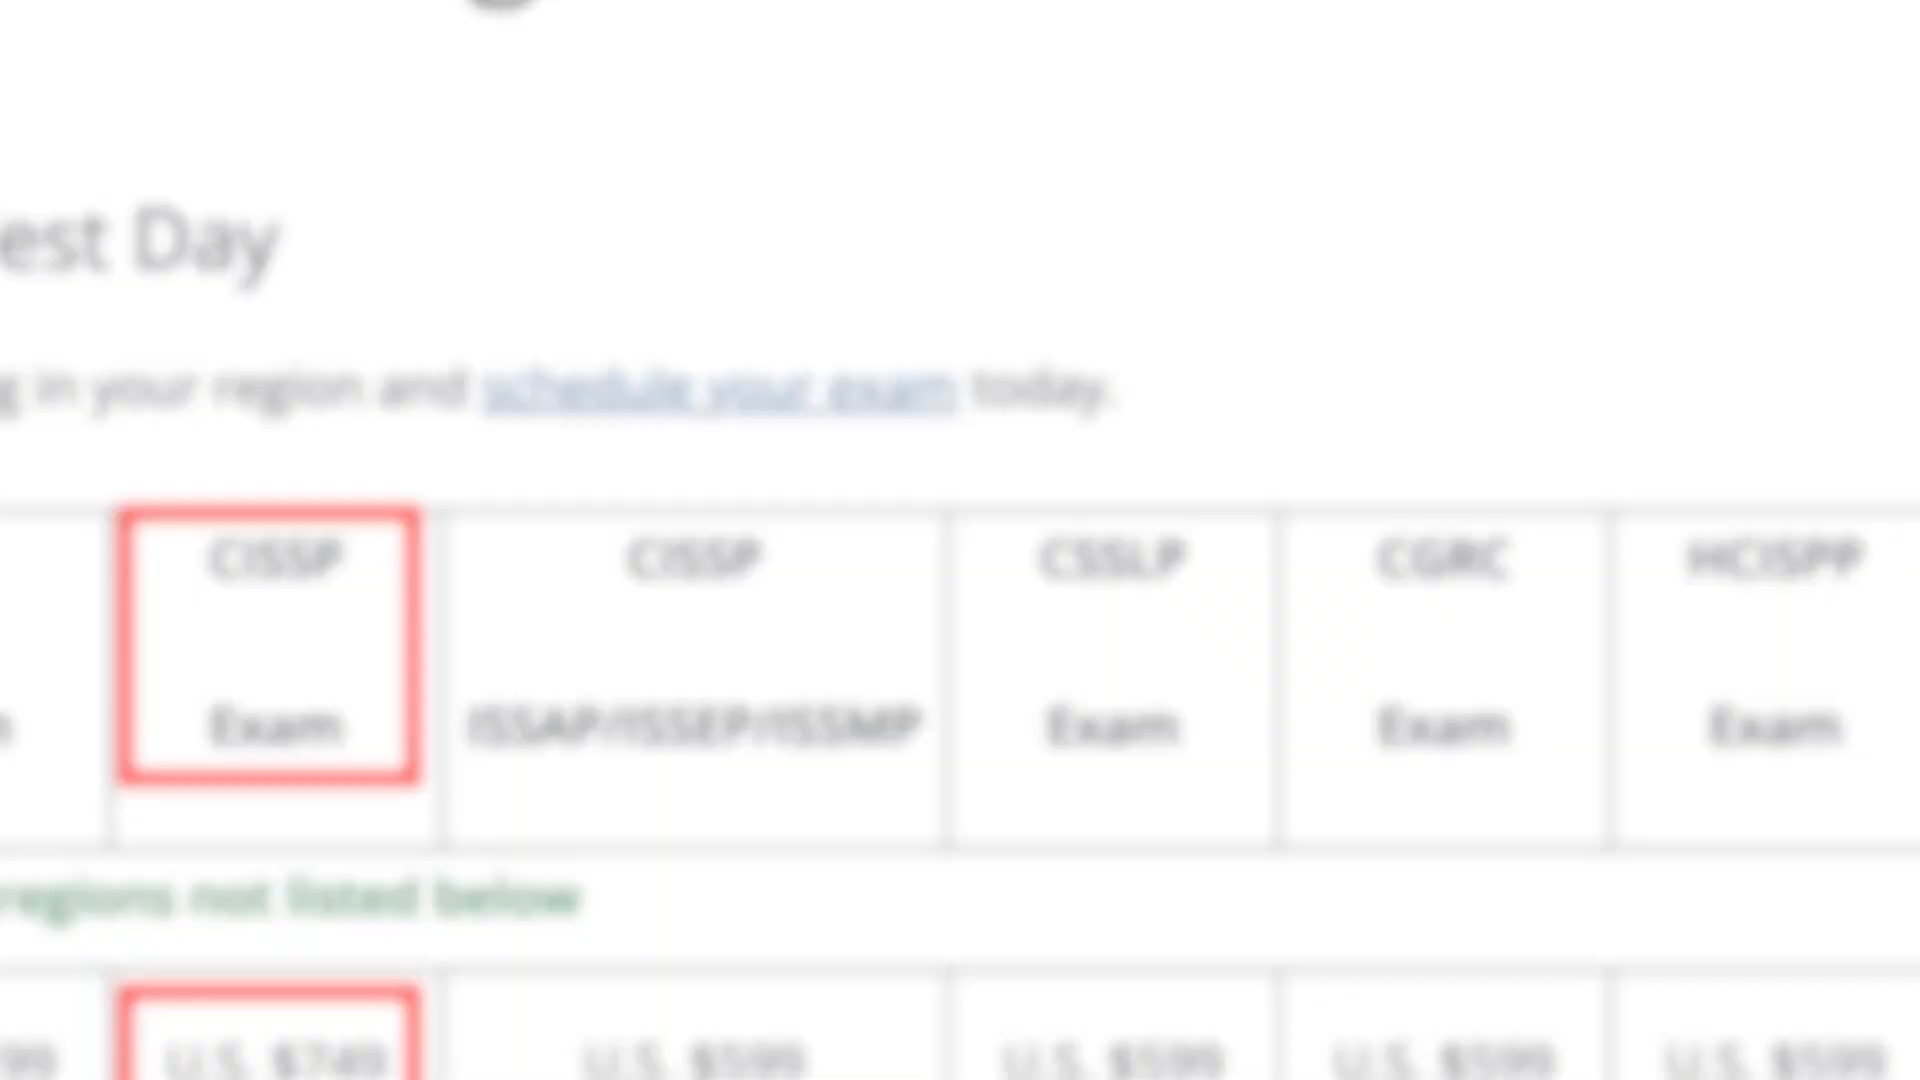 est Day
g in your region and schedule your exam today.
CISSP CISSP CSSLP CGRC HCISPP
Exam ISSAP/ISSEP/ISSMP Exam Exam Exam
regions not listed below
99 U.S. $749 U.S. $599 U.S. $599 U.S. $599 U.S. $599